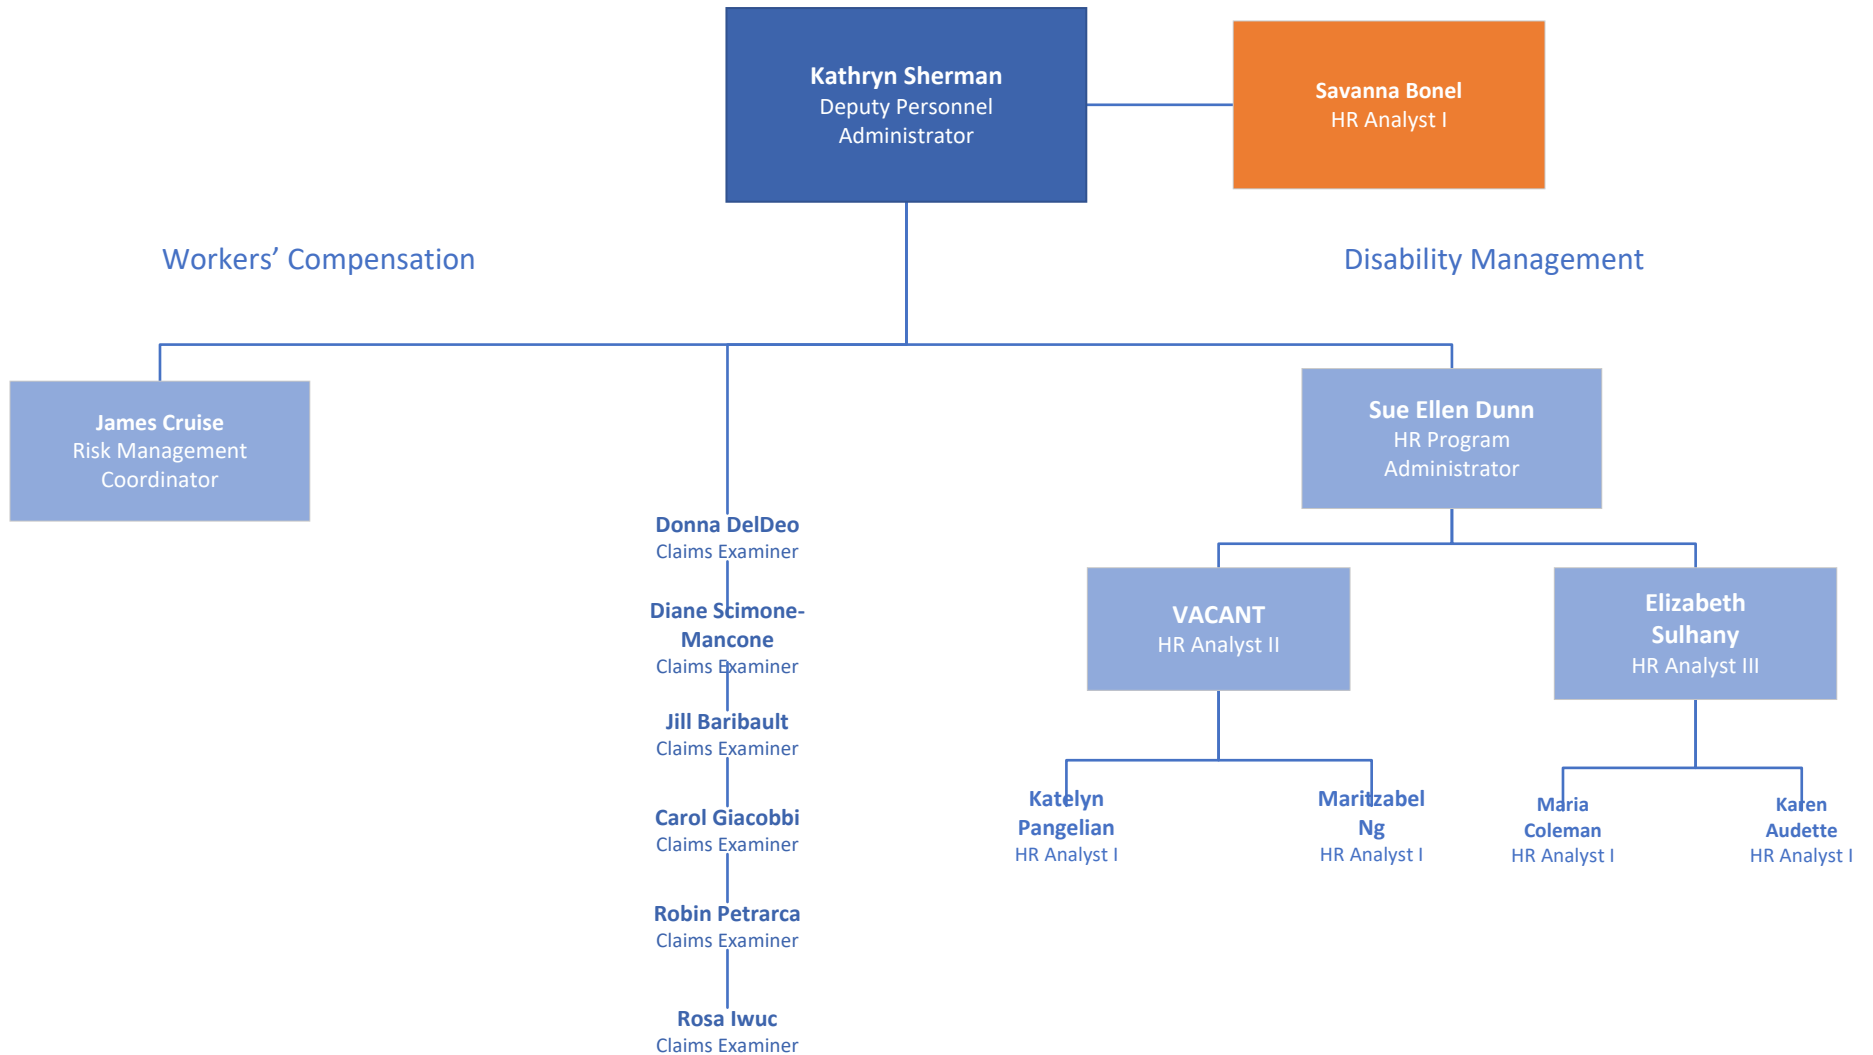 Kathryn Sherman
Deputy Personnel
Administrator
Savanna Bonel
HR Analyst I
Workers’ Compensation
Disability Management
James Cruise
Risk Management
Coordinator
Sue Ellen Dunn
HR Program
Administrator
Donna DelDeo
Claims Examiner
Diane Scimone-
Mancone
Claims Examiner
Jill Baribault
Claims Examiner
Carol Giacobbi
Claims Examiner
Robin Petrarca
Claims Examiner
Rosa Iwuc
Claims Examiner
VACANT
HR Analyst II
Elizabeth
Sulhany
HR Analyst III
Katelyn
Pangelian
HR Analyst I
Maritzabel
Ng
HR Analyst I
Maria
Coleman
HR Analyst I
Karen
Audette
HR Analyst I